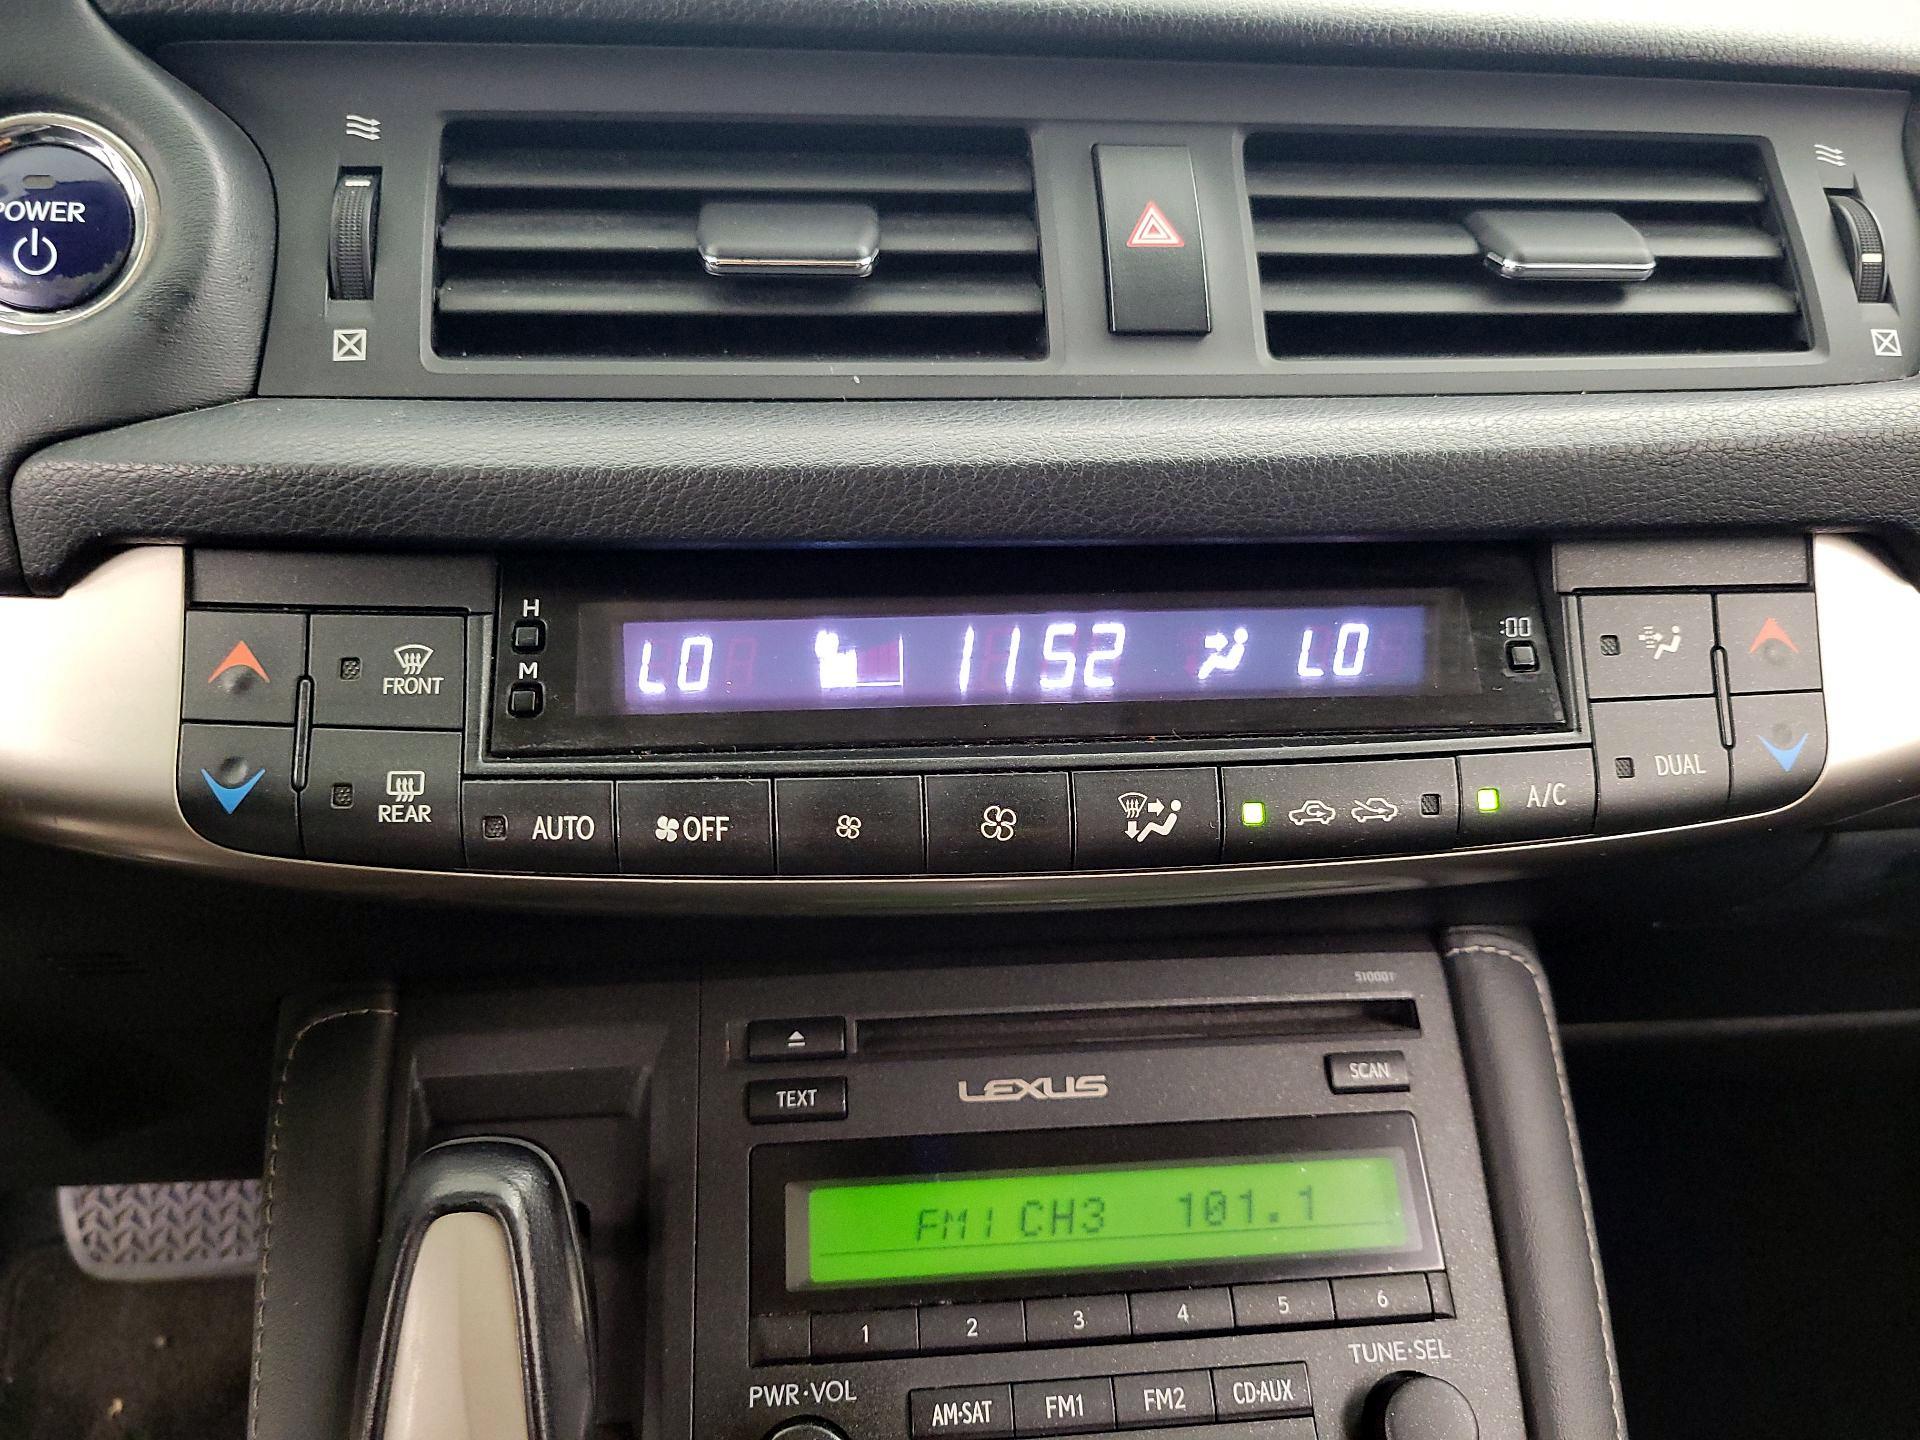 POWER
H
M
LO 1152 LO
:00
FRONT
REAR
DUAL
AUTO
OFF
A/C
510001
TEXT
LEXUS
SCAN
FM1 CH3 101.1
1 2 3 4 5 6
TUNE·SEL
PWR·VOL
AM·SAT FM1 FM2 CD·AUX